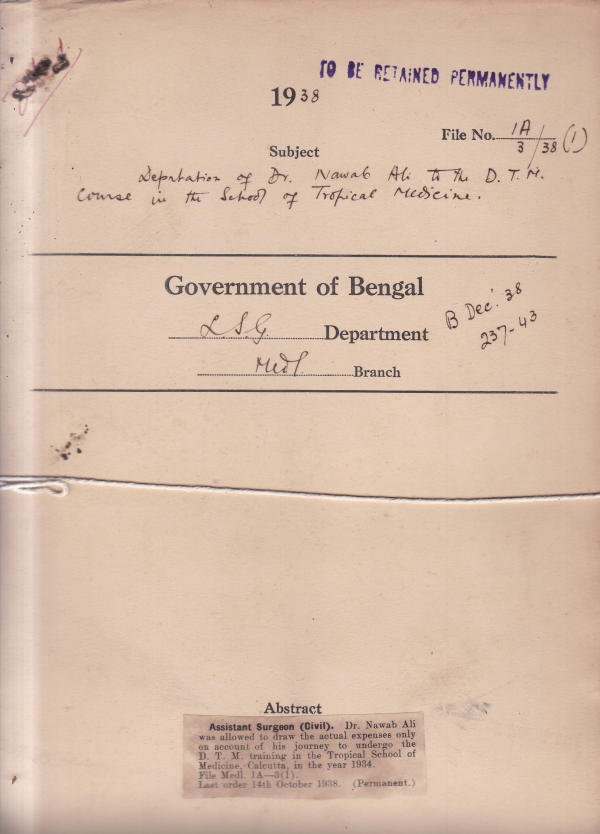 TO BE RETAINED PERMANENTLY
1938
File No. 1A/3/38 (1)
Subject
Deputation of Dr. Nawab Ali to the D. T. M.
Course in the School of Tropical Medicine.
Government of Bengal
L.S.G. Department
B Dec. 38
237-43
Medl. Branch
Abstract
Assistant Surgeon (Civil). Dr. Nawab Ali
was allowed to draw the actual expenses only
on account of his journey to undergo the
D. T. M. training in the Tropical School of
Medicine, Calcutta, in the year 1934.
File Medl. 1A—3(1).
Last order 14th October 1938. (Permanent.)